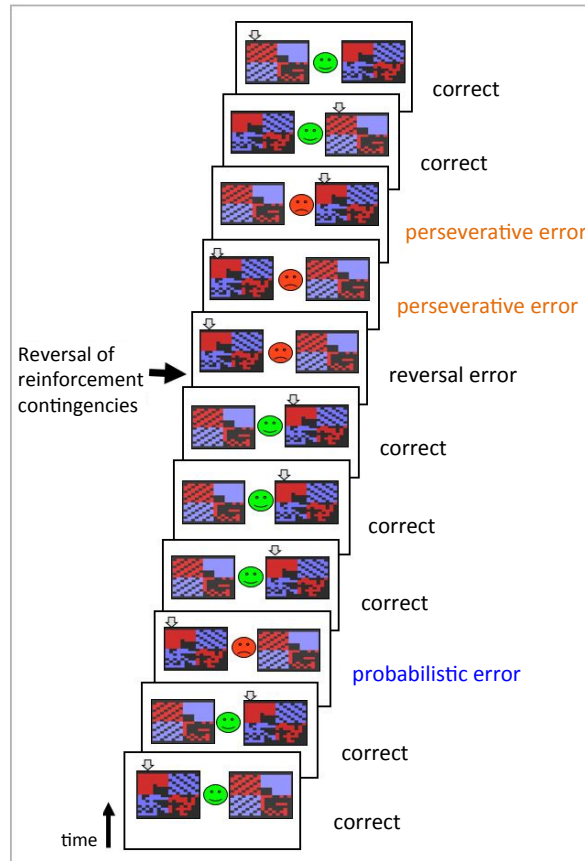 correct
correct
perseverative error
perseverative error
Reversal of
reinforcement
contingencies
reversal error
correct
correct
correct
probabilistic error
correct
time
correct